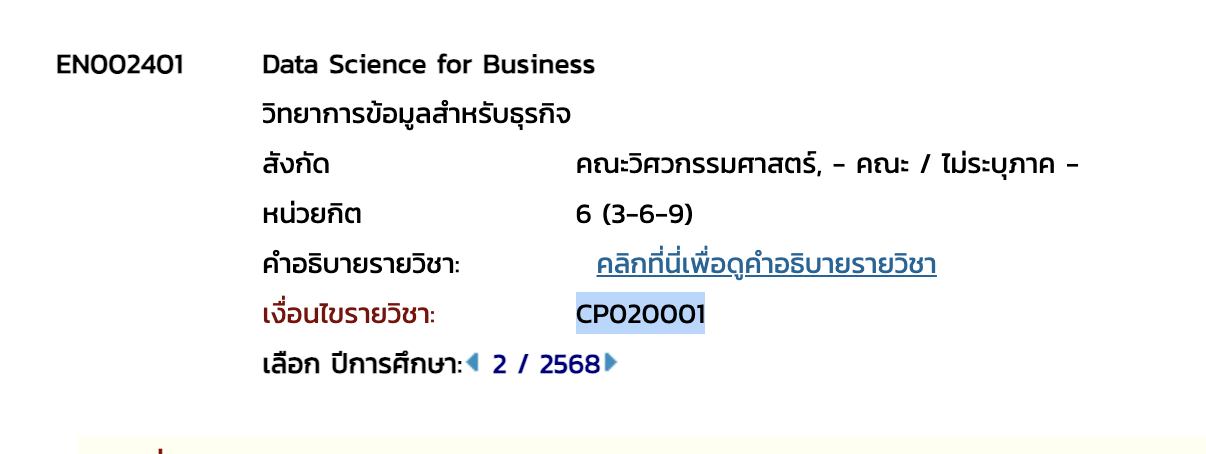 EN002401 Data Science for Business
วิทยาการข้อมูลสำหรับธุรกิจ
สังกัด คณะวิศวกรรมศาสตร์, - คณะ / ไม่ระบุภาค -
หน่วยกิต 6 (3-6-9)
คำอธิบายรายวิชา: คลิกที่นี่เพื่อดูคำอธิบายรายวิชา
เงื่อนไขรายวิชา: CP020001
เลือก ปีการศึกษา: 2 / 2568